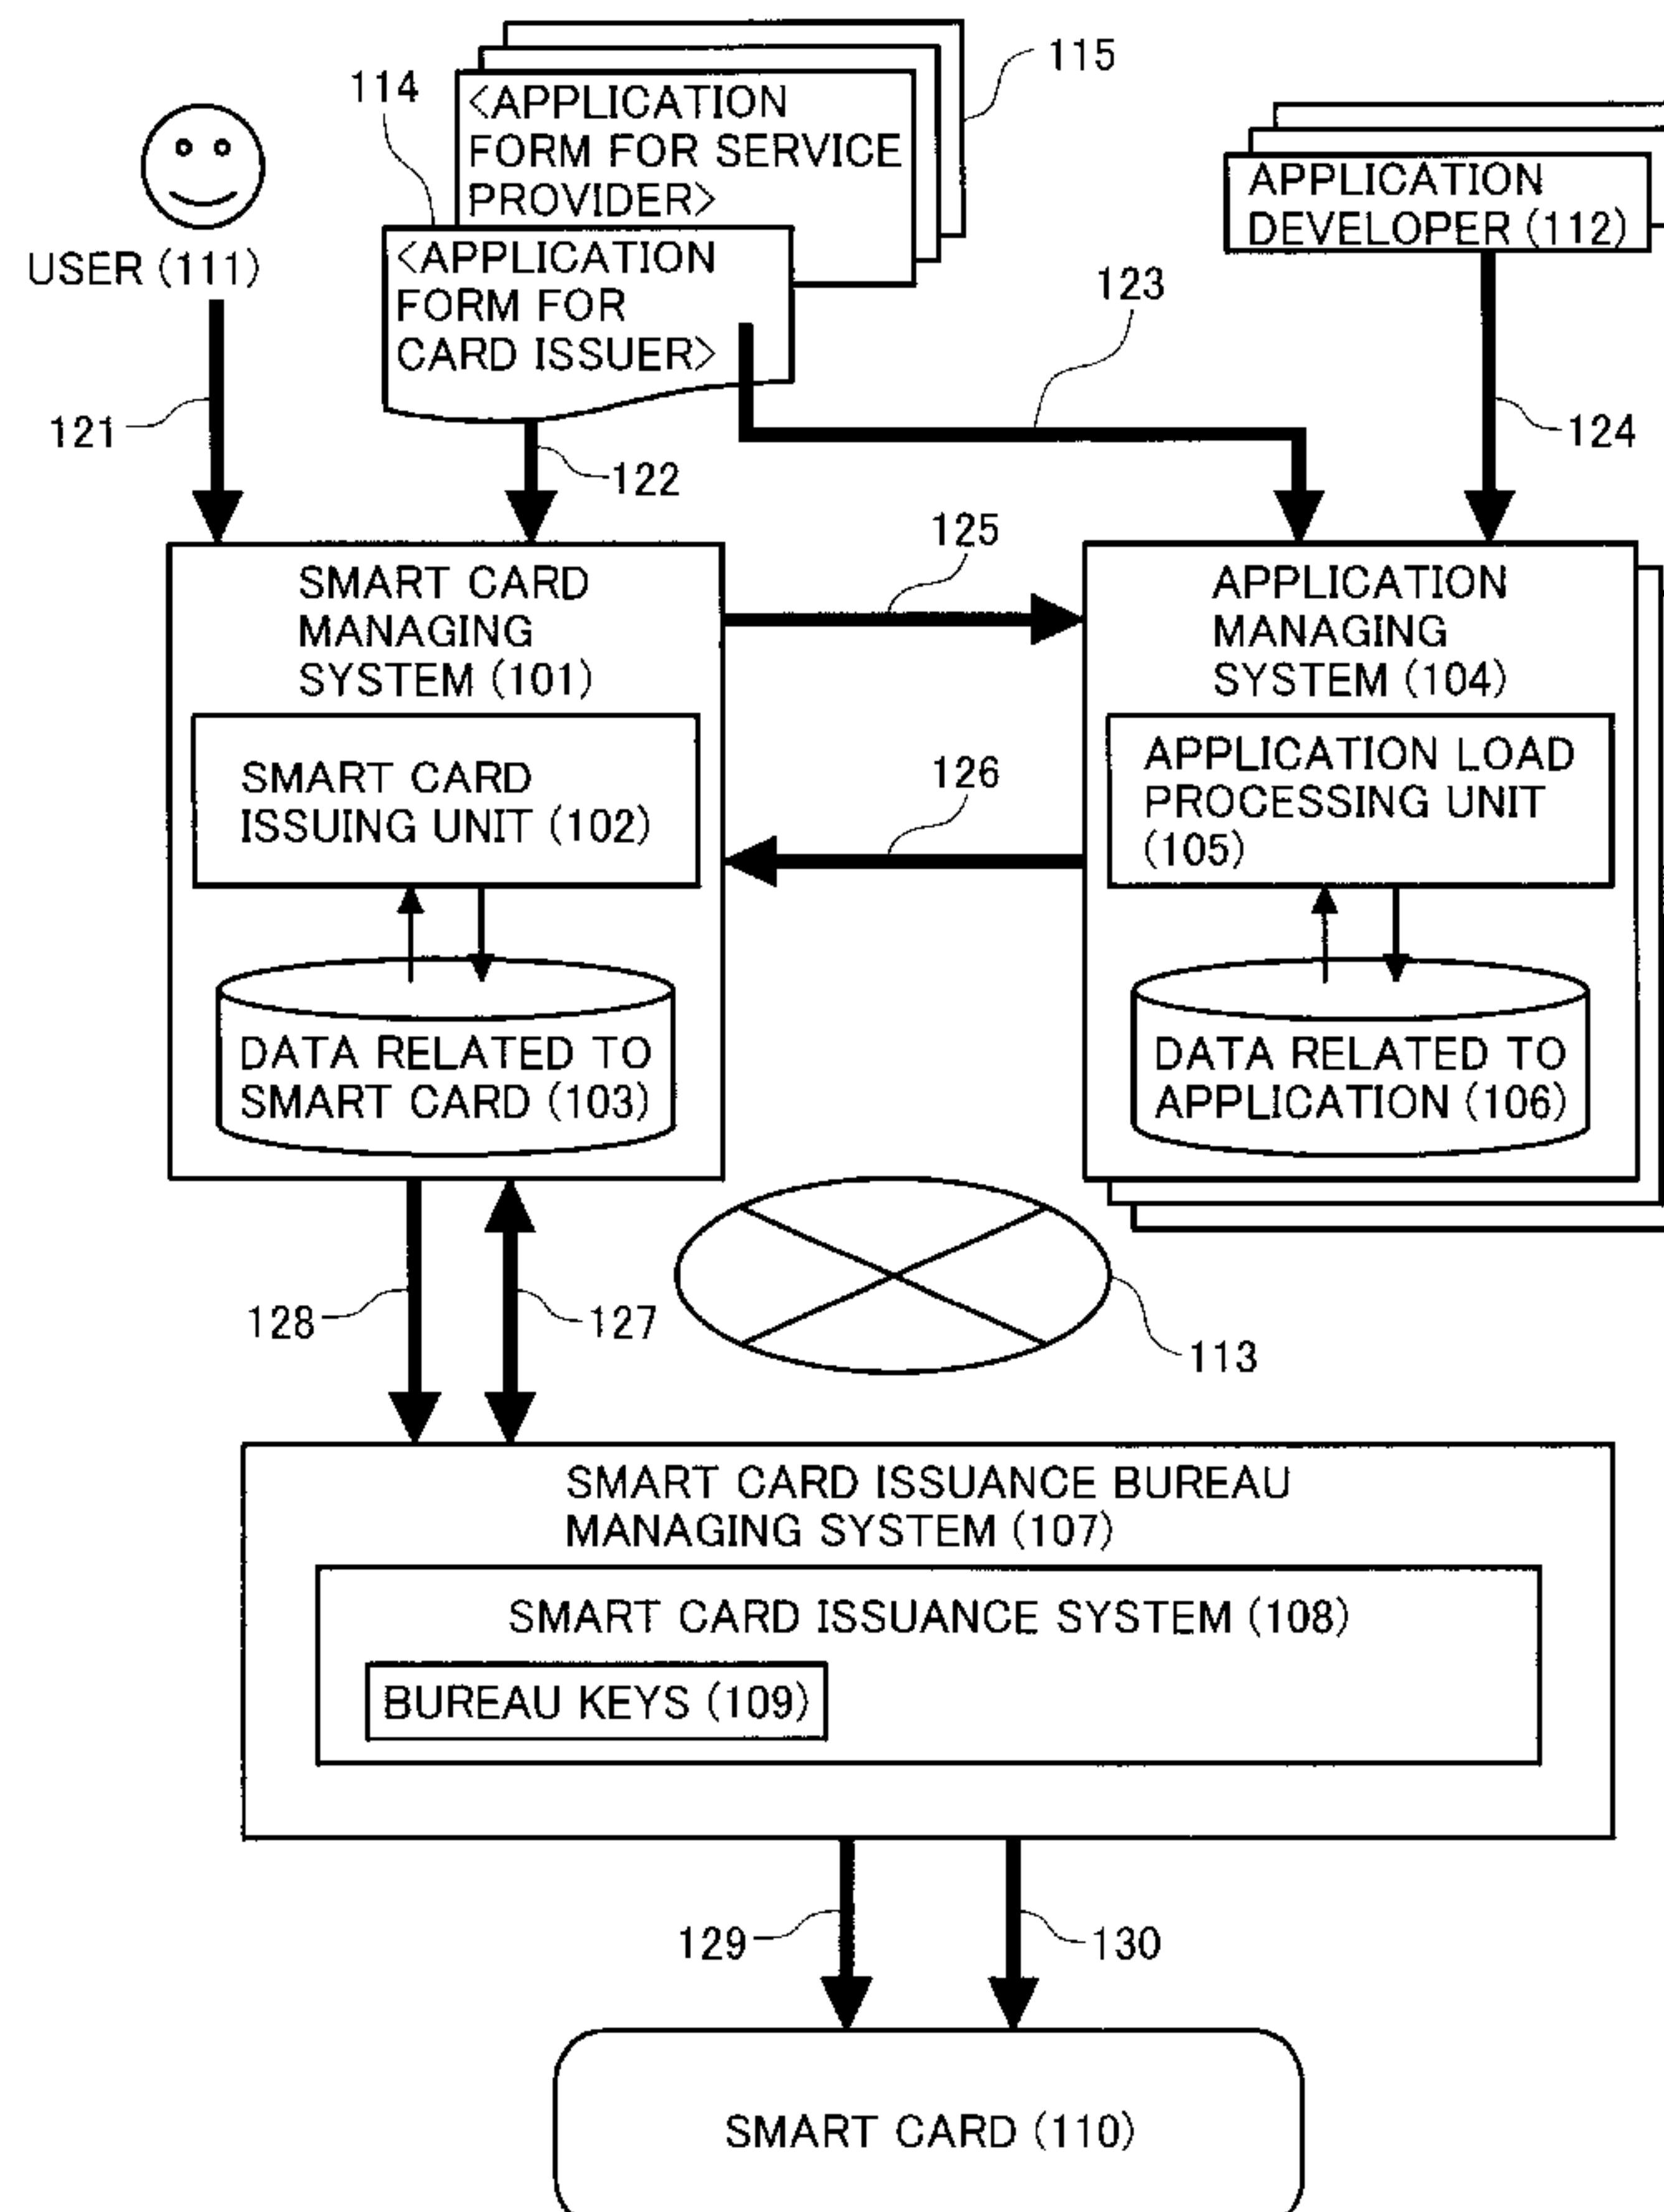 115
114
<APPLICATION
FORM FOR SERVICE
PROVIDER>
APPLICATION
DEVELOPER (112)
<APPLICATION
FORM FOR
CARD ISSUER>
USER (111)
123
121
122
124
125
SMART CARD
MANAGING
SYSTEM (101)
APPLICATION
MANAGING
SYSTEM (104)
SMART CARD
ISSUING UNIT (102)
126
APPLICATION LOAD
PROCESSING UNIT
(105)
DATA RELATED TO
SMART CARD (103)
DATA RELATED TO
APPLICATION (106)
128
127
113
SMART CARD ISSUANCE BUREAU
MANAGING SYSTEM (107)
SMART CARD ISSUANCE SYSTEM (108)
BUREAU KEYS (109)
129
130
SMART CARD (110)